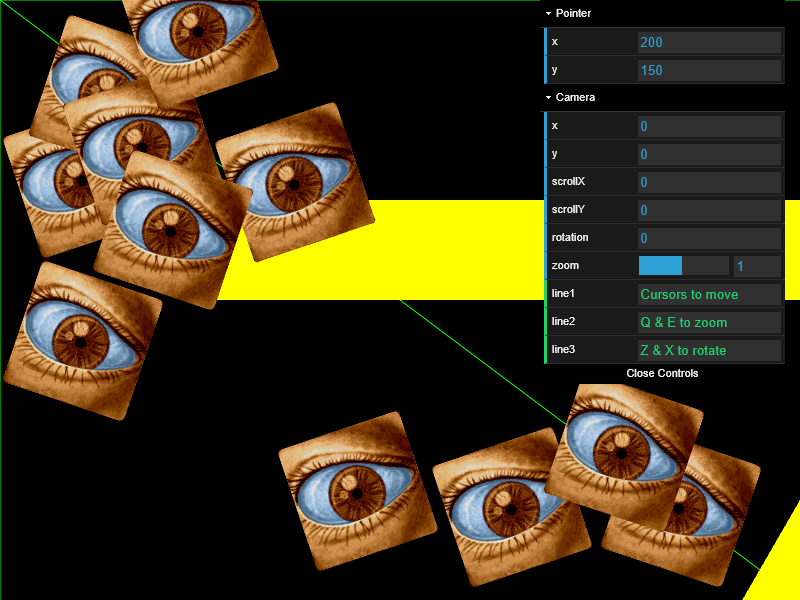 Pointer
x 200
y 150
Camera
x 0
y 0
scrollX 0
scrollY 0
rotation 0
zoom 1
line1 Cursors to move
line2 Q & E to zoom
line3 Z & X to rotate
Close Controls